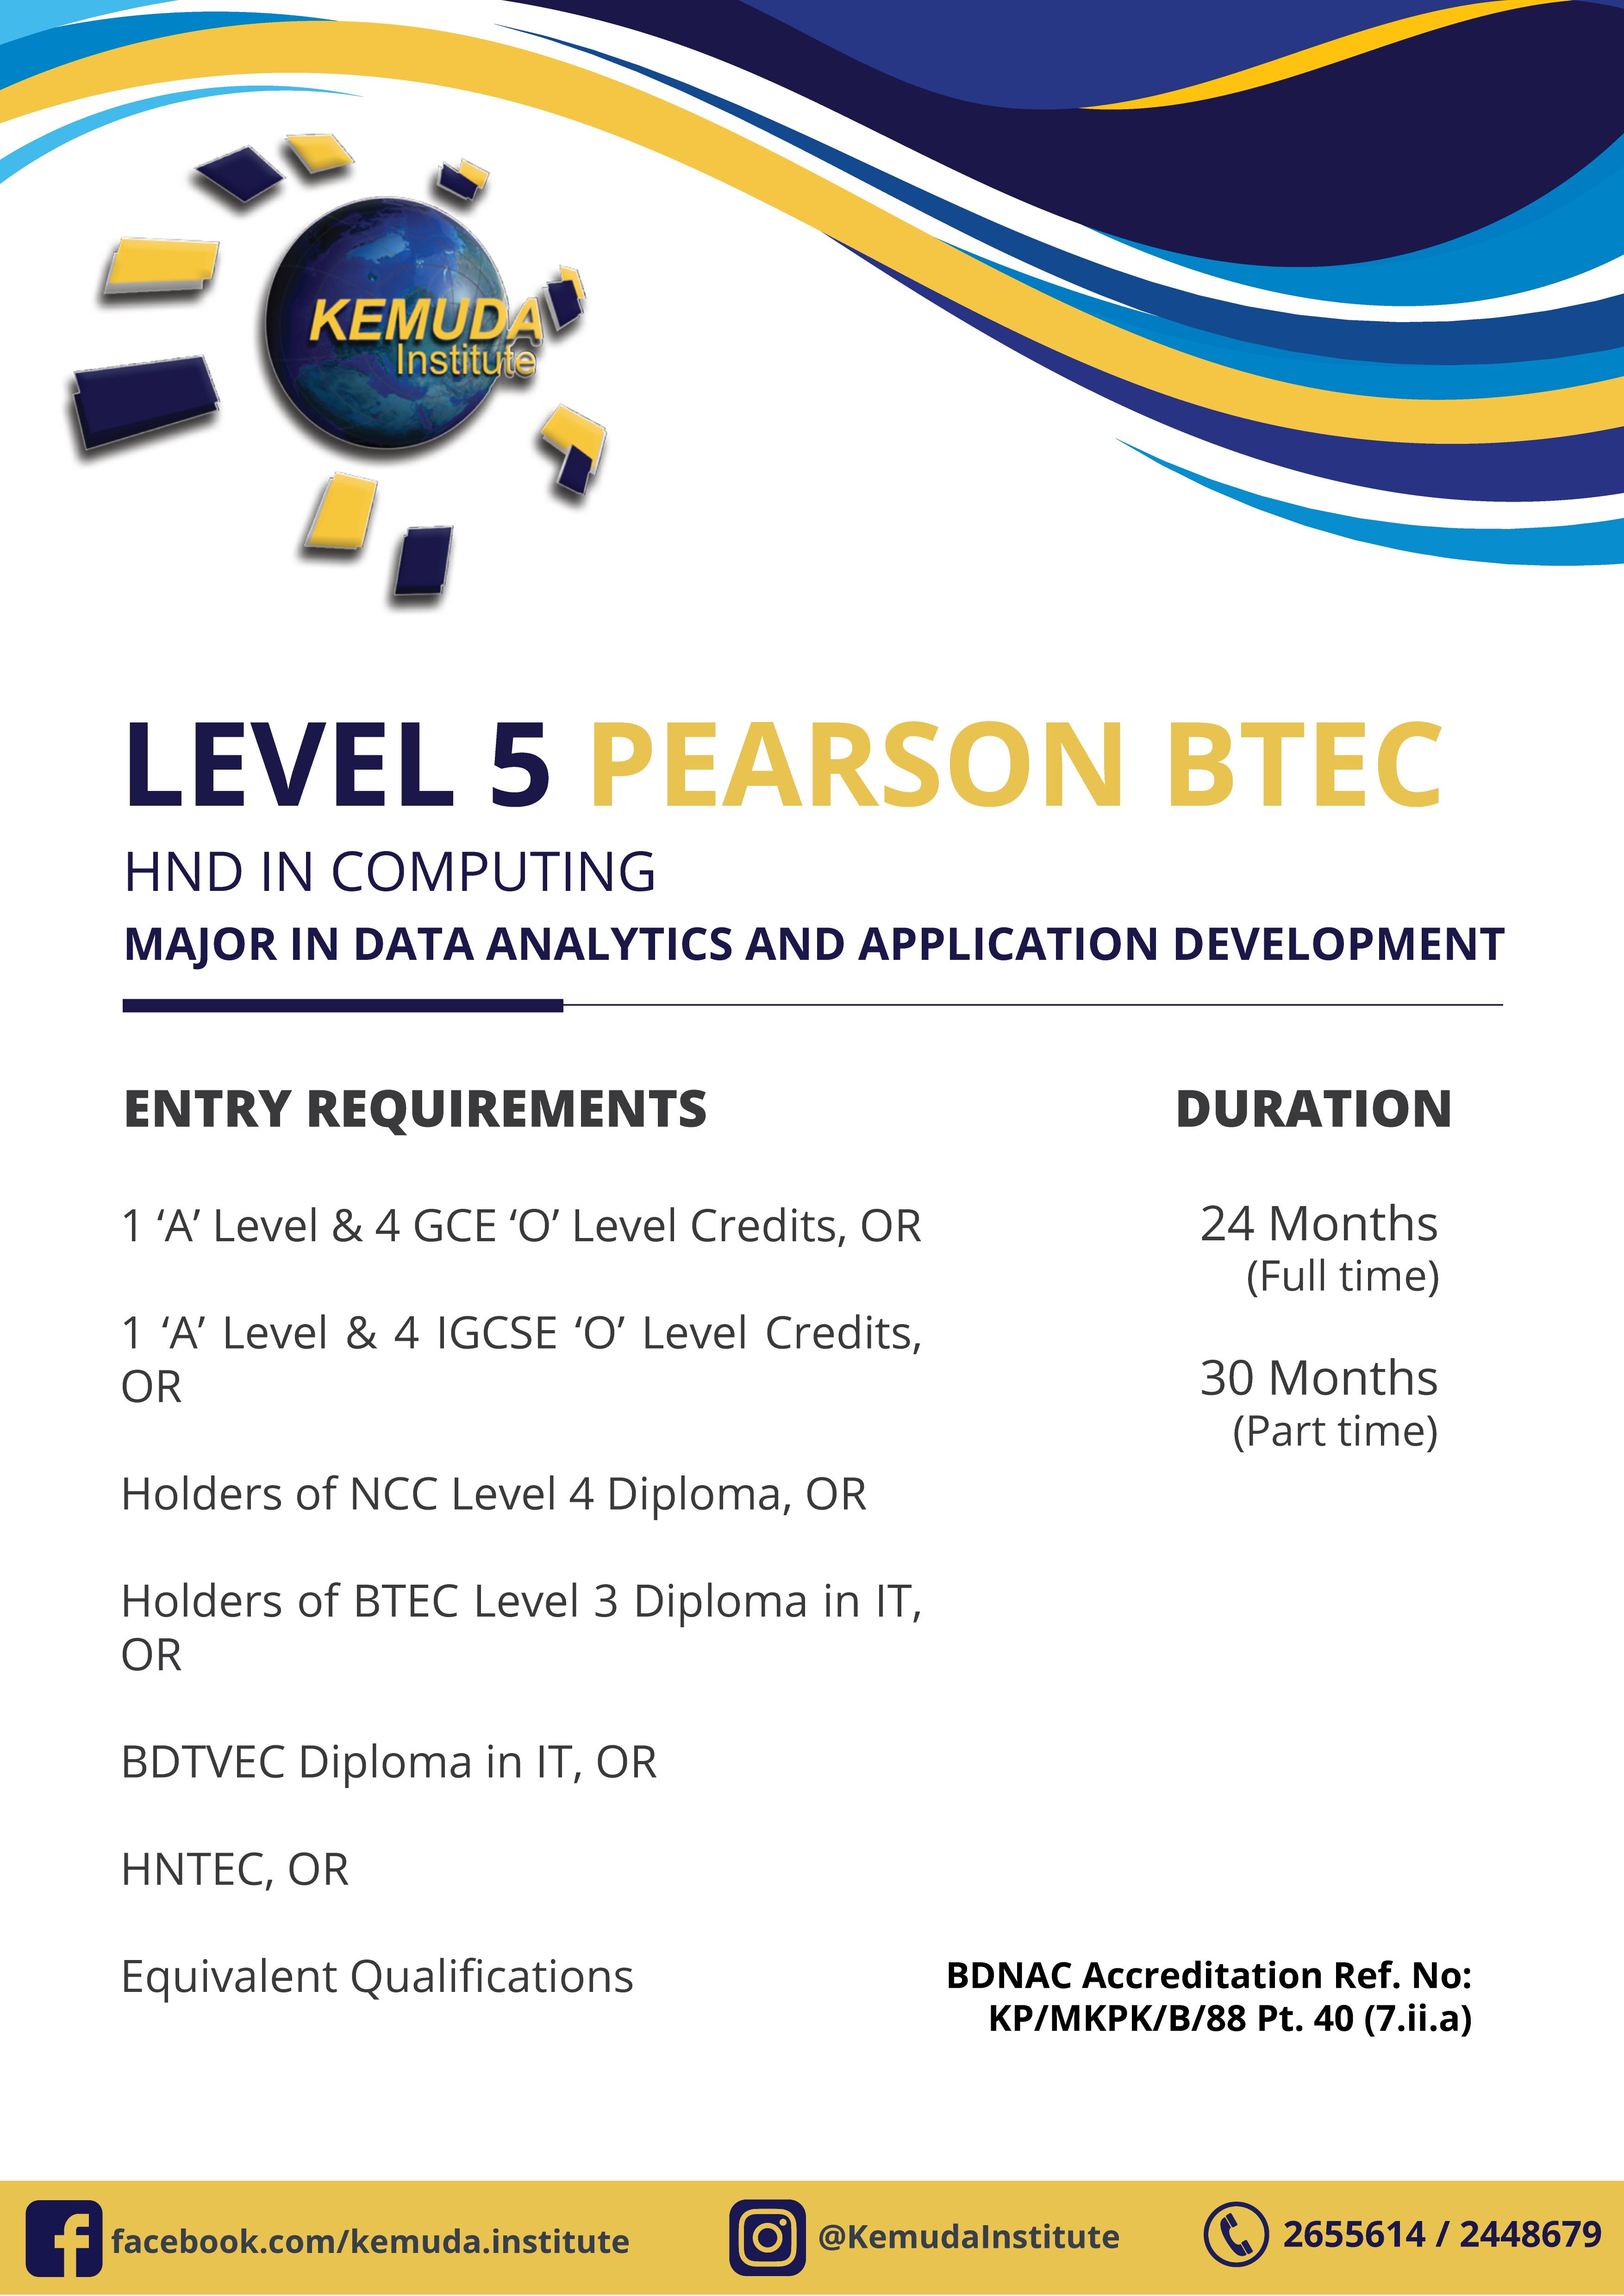 KEMUDA
Institute
LEVEL 5 PEARSON BTEC
HND IN COMPUTING
MAJOR IN DATA ANALYTICS AND APPLICATION DEVELOPMENT
ENTRY REQUIREMENTS
1 ‘A’ Level & 4 GCE ‘O’ Level Credits, OR
1 ‘A’ Level & 4 IGCSE ‘O’ Level Credits,
OR
Holders of NCC Level 4 Diploma, OR
Holders of BTEC Level 3 Diploma in IT,
OR
BDTVEC Diploma in IT, OR
HNTEC, OR
Equivalent Qualifications
DURATION
24 Months
(Full time)
30 Months
(Part time)
BDNAC Accreditation Ref. No:
KP/MKPK/B/88 Pt. 40 (7.ii.a)
facebook.com/kemuda.institute
@KemudaInstitute
2655614 / 2448679